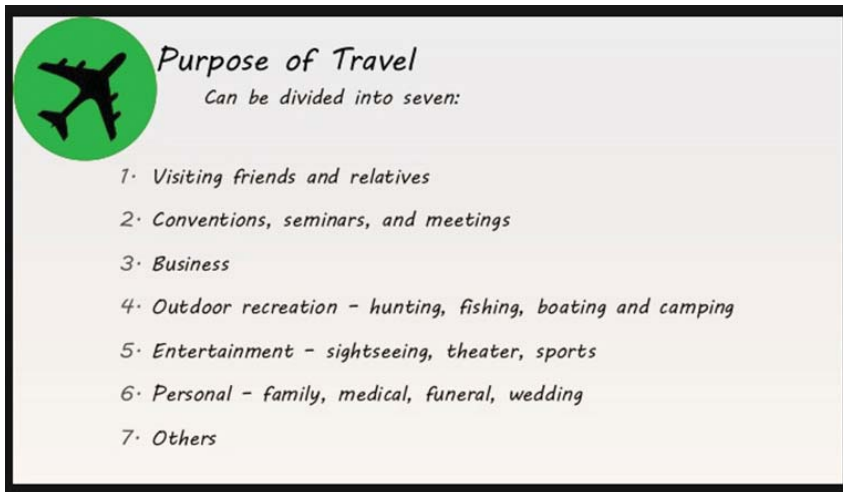 Purpose of Travel
Can be divided into seven:
1. Visiting friends and relatives
2. Conventions, seminars, and meetings
3. Business
4. Outdoor recreation - hunting, fishing, boating and camping
5. Entertainment - sightseeing, theater, sports
6. Personal - family, medical, funeral, wedding
7. Others